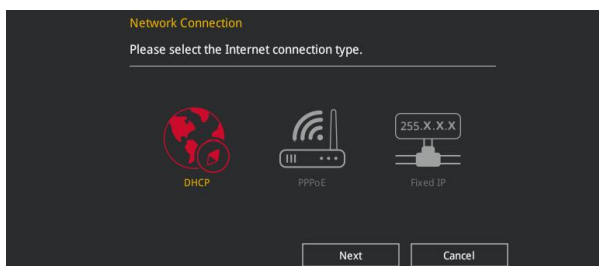 Network Connection
Please select the Internet connection type.
255.X.X.X
DHCP PPPoE Fixed IP
Next Cancel